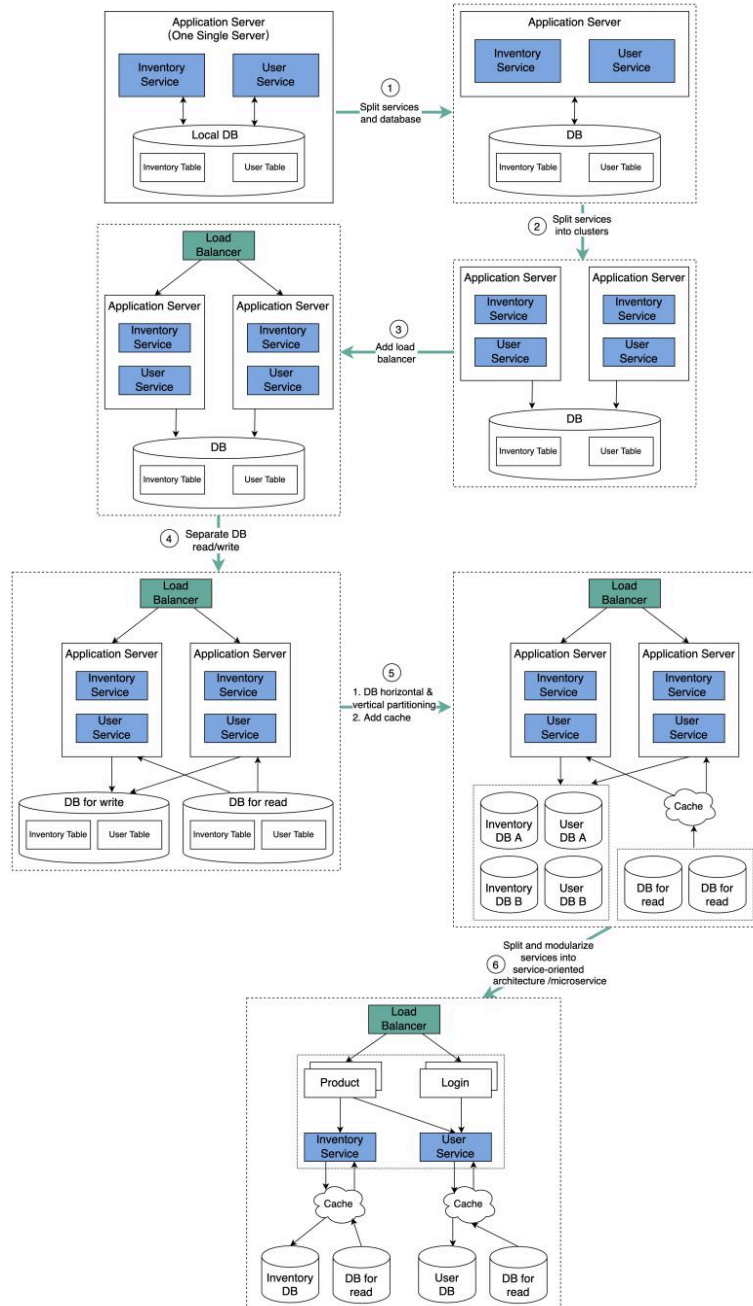 Application Server
(One Single Server)
Inventory
Service
User
Service
Local DB
Inventory Table
User Table
1
Split services
and database
Application Server
Inventory
Service
User
Service
DB
Inventory Table
User Table
2
Split services
into clusters
Application Server
Inventory
Service
User
Service
Application Server
Inventory
Service
User
Service
DB
Inventory Table
User Table
3
Add load
balancer
Load
Balancer
Application Server
Inventory
Service
User
Service
Application Server
Inventory
Service
User
Service
DB
Inventory Table
User Table
4
Separate DB
read/write
Load
Balancer
Application Server
Inventory
Service
User
Service
Application Server
Inventory
Service
User
Service
DB for write
Inventory Table
User Table
DB for read
Inventory Table
User Table
5
1. DB horizontal &
vertical partitioning
2. Add cache
Load
Balancer
Application Server
Inventory
Service
User
Service
Application Server
Inventory
Service
User
Service
Inventory
DB A
User
DB A
Inventory
DB B
User
DB B
Cache
DB for
read
DB for
read
6
Split and modularize
services into
service-oriented
architecture /microservice
Load
Balancer
Product
Login
Inventory
Service
User
Service
Cache
Cache
Inventory
DB
DB for
read
User
DB
DB for
read